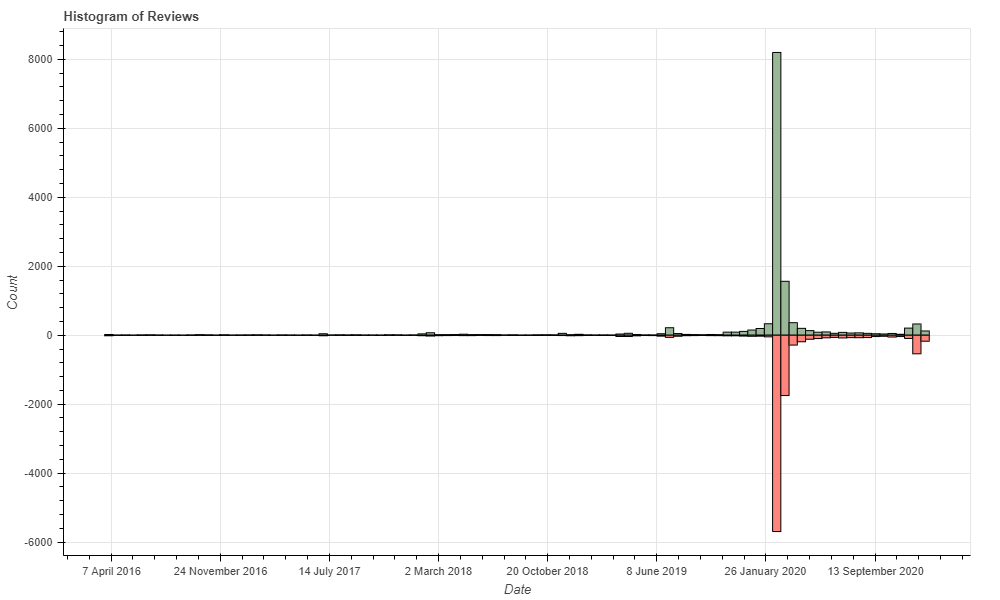 Histogram of Reviews
8000
6000
4000
2000
0
-2000
-4000
-6000
Count
7 April 2016
24 November 2016
14 July 2017
2 March 2018
20 October 2018
8 June 2019
26 January 2020
13 September 2020
Date